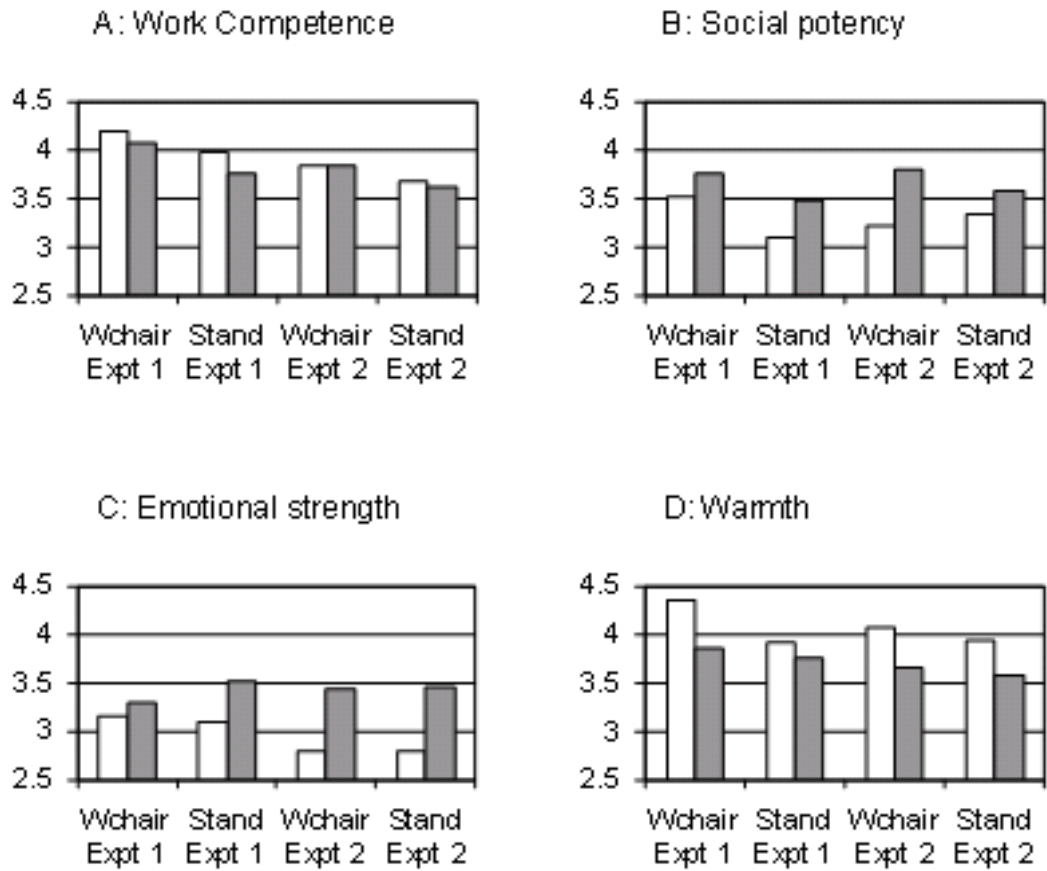 A: Work Competence
4.5
4
3.5
3
2.5
Wchair Stand Wchair Stand
Expt 1 Expt 1 Expt 2 Expt 2
B: Social potency
4.5
4
3.5
3
2.5
Wchair Stand Wchair Stand
Expt 1 Expt 1 Expt 2 Expt 2
C: Emotional strength
4.5
4
3.5
3
2.5
Wchair Stand Wchair Stand
Expt 1 Expt 1 Expt 2 Expt 2
D: Warmth
4.5
4
3.5
3
2.5
Wchair Stand Wchair Stand
Expt 1 Expt 1 Expt 2 Expt 2